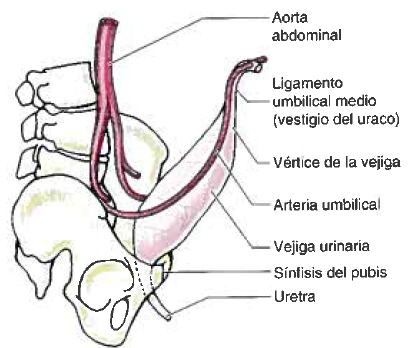 Aorta
abdominal
Ligamento
umbilical medio
(vestigio del uraco)
Vértice de la vejiga
Arteria umbilical
Vejiga urinaria
Sínfisis del pubis
Uretra